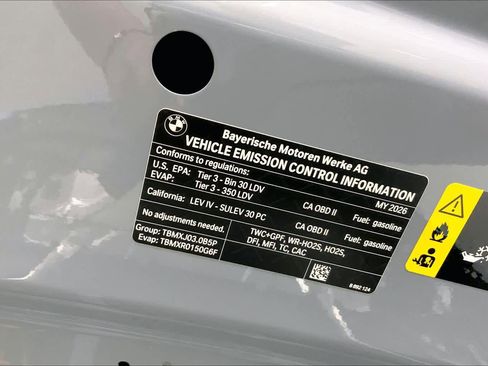 BMW
Bayerische Motoren Werke AG
VEHICLE EMISSION CONTROL INFORMATION
Conforms to regulations: MY 2026
U.S. EPA: Tier 3 - Bin 30 LDV CA OBD II Fuel: gasoline
EVAP: Tier 3 - 350 LDV
California: LEV IV - SULEV 30 PC CA OBD II Fuel: gasoline
No adjustments needed. TWC+GPF, WR-HO2S, HO2S,
Group: TBMXJ03.0B5P DFI, MFI, TC, CAC
Evap: TBMXR0150G6F
8 892 124